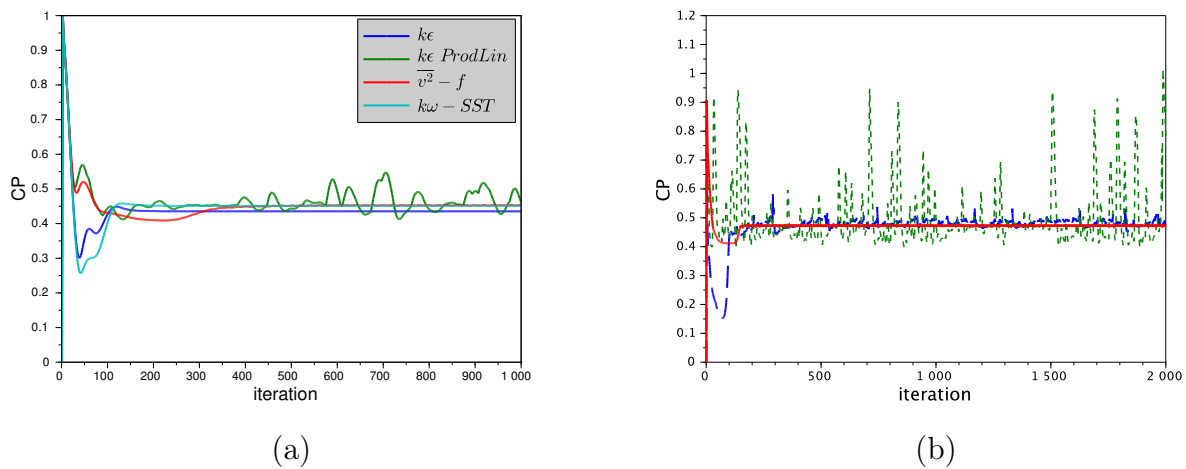 1
0.9
0.8
0.7
0.6
0.5
0.4
0.3
0.2
0.1
0
CP
kϵ
kϵ ProdLin
v² − f
kω − SST
0 100 200 300 400 500 600 700 800 900 1 000
iteration
(a)
1.2
1.1
1
0.9
0.8
0.7
0.6
0.5
0.4
0.3
0.2
0.1
0
CP
0 500 1 000 1 500 2 000
iteration
(b)